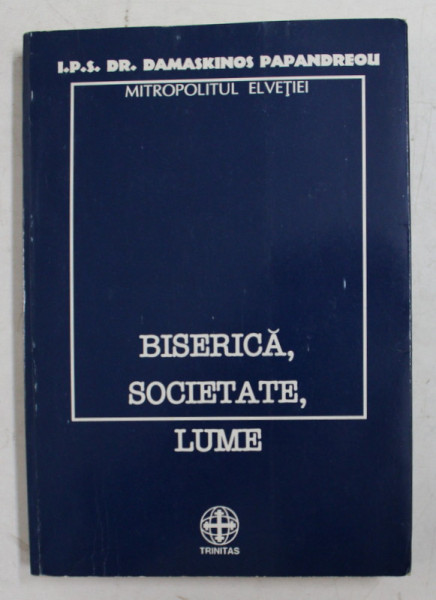 I.P.S. DR. DAMASKINOS PAPANDREOU
MITROPOLITUL ELVEȚIEI
BISERICĂ,
SOCIETATE,
LUME
TRINITAS